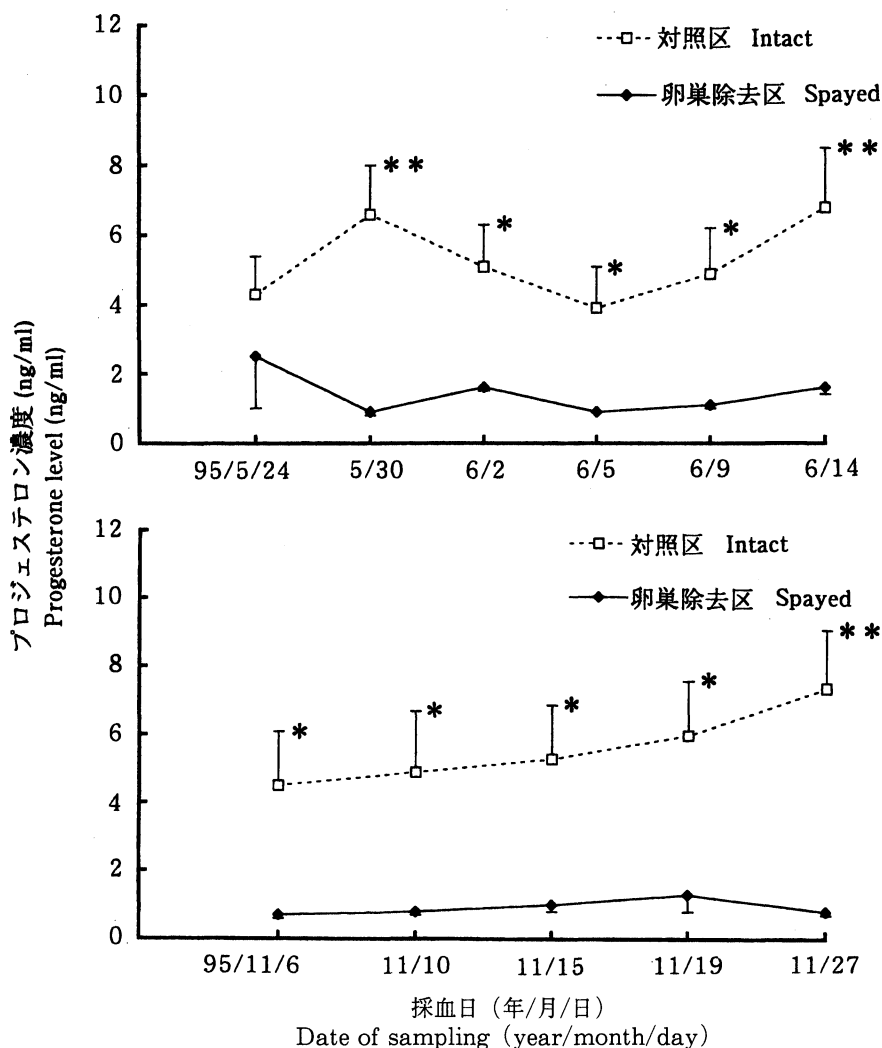 プロジェステロン濃度 (ng/ml)
Progesterone level (ng/ml)
12
10
8
6
4
2
0
対照区 Intact
卵巣除去区 Spayed
**
*
*
*
**
95/5/24 5/30 6/2 6/5 6/9 6/14
12
10
8
6
4
2
0
対照区 Intact
卵巣除去区 Spayed
*
*
*
*
**
95/11/6 11/10 11/15 11/19 11/27
採血日(年/月/日)
Date of sampling (year/month/day)